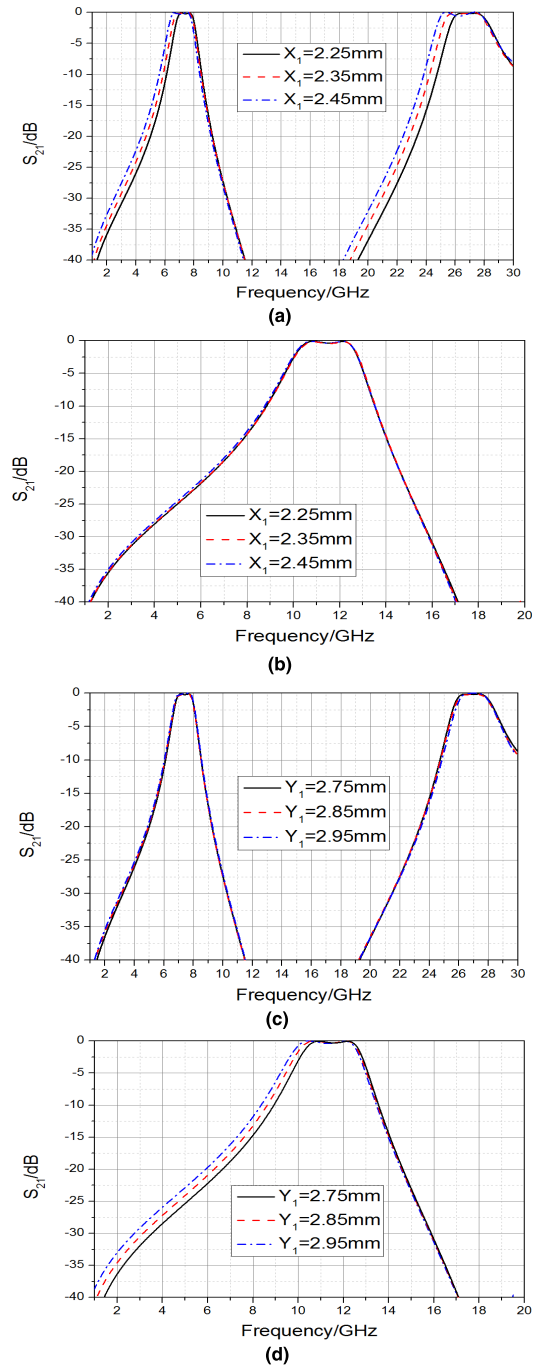 0
-5
-10
-15
-20
-25
-30
-35
-40
S21/dB
X1=2.25mm
X1=2.35mm
X1=2.45mm
2 4 6 8 10 12 14 16 18 20 22 24 26 28 30
Frequency/GHz
(a)
0
-5
-10
-15
-20
-25
-30
-35
-40
S21/dB
X1=2.25mm
X1=2.35mm
X1=2.45mm
2 4 6 8 10 12 14 16 18 20
Frequency/GHz
(b)
0
-5
-10
-15
-20
-25
-30
-35
-40
S21/dB
Y1=2.75mm
Y1=2.85mm
Y1=2.95mm
2 4 6 8 10 12 14 16 18 20 22 24 26 28 30
Frequency/GHz
(c)
0
-5
-10
-15
-20
-25
-30
-35
-40
S21/dB
Y1=2.75mm
Y1=2.85mm
Y1=2.95mm
2 4 6 8 10 12 14 16 18 20
Frequency/GHz
(d)